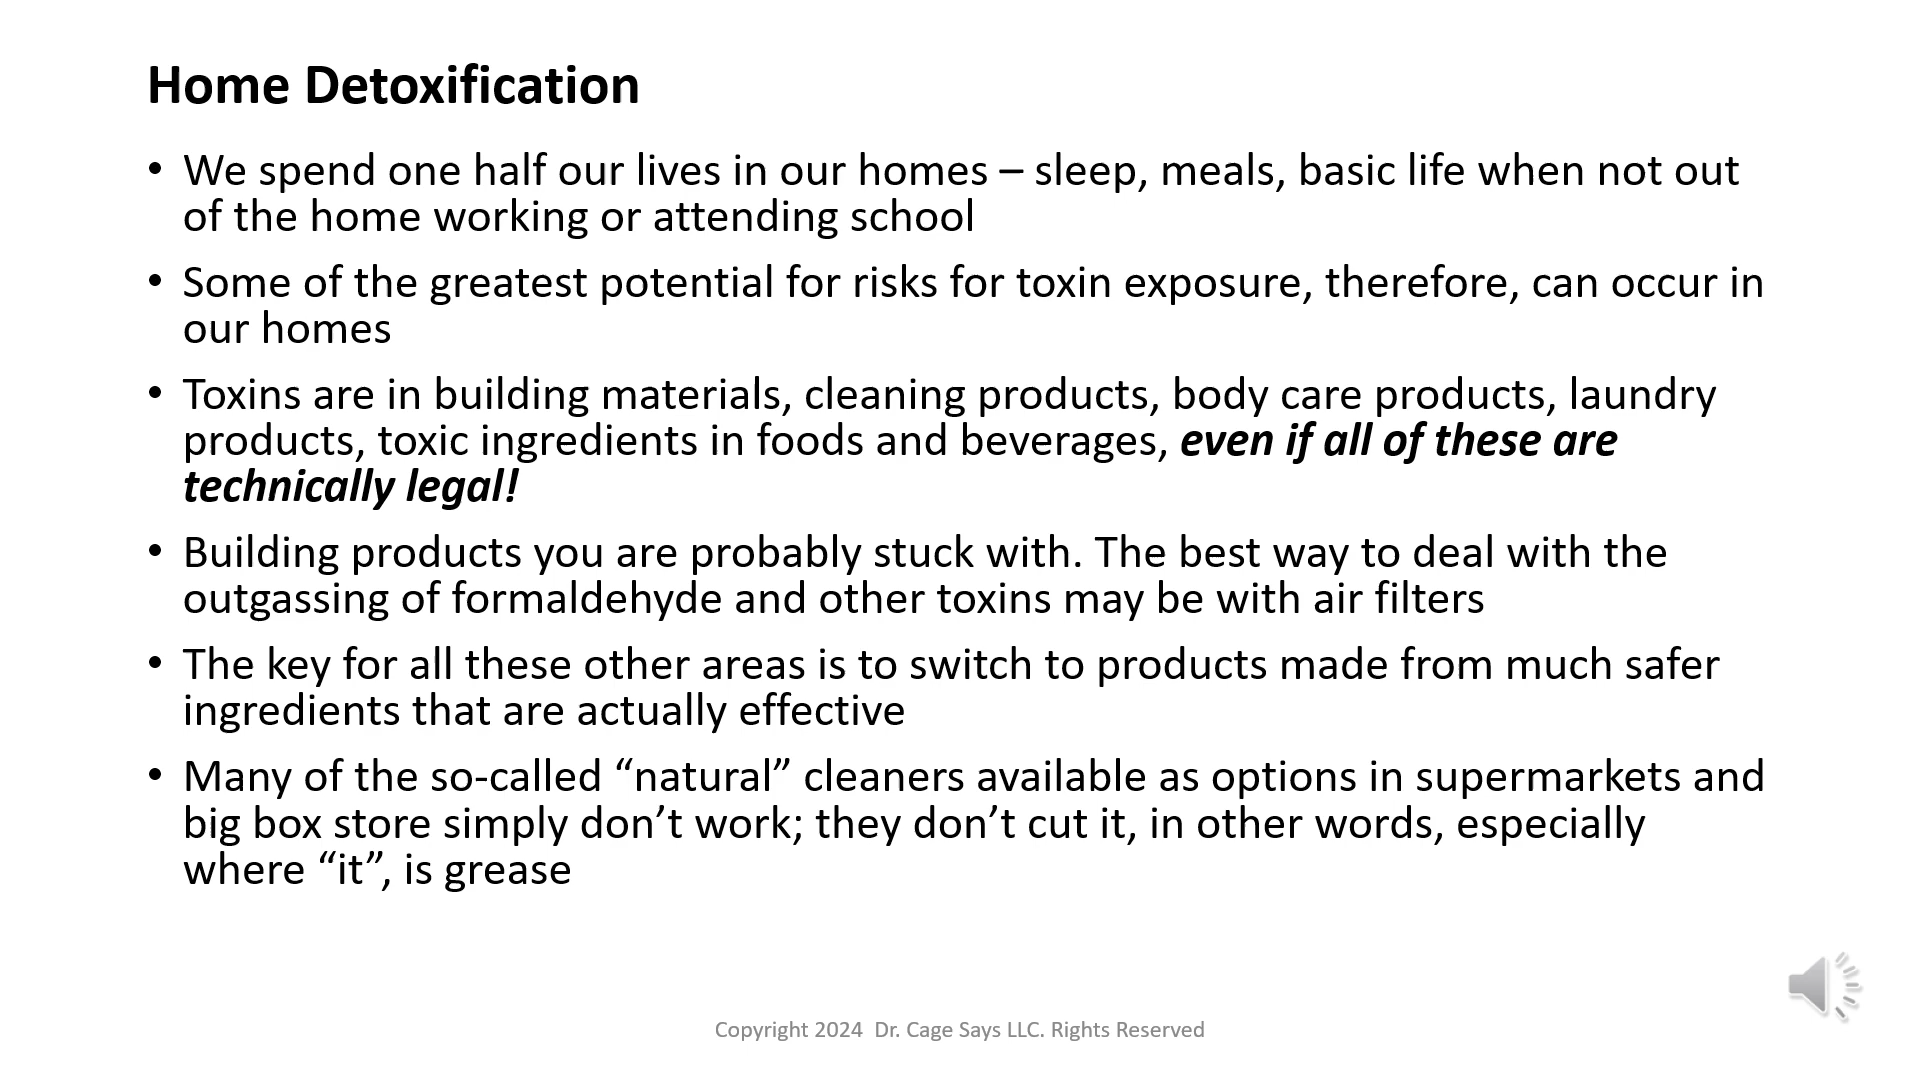 Home Detoxification
• We spend one half our lives in our homes – sleep, meals, basic life when not out
of the home working or attending school
• Some of the greatest potential for risks for toxin exposure, therefore, can occur in
our homes
• Toxins are in building materials, cleaning products, body care products, laundry
products, toxic ingredients in foods and beverages, even if all of these are
technically legal!
• Building products you are probably stuck with. The best way to deal with the
outgassing of formaldehyde and other toxins may be with air filters
• The key for all these other areas is to switch to products made from much safer
ingredients that are actually effective
• Many of the so-called “natural” cleaners available as options in supermarkets and
big box store simply don’t work; they don’t cut it, in other words, especially
where “it”, is grease
Copyright 2024  Dr. Cage Says LLC. Rights Reserved